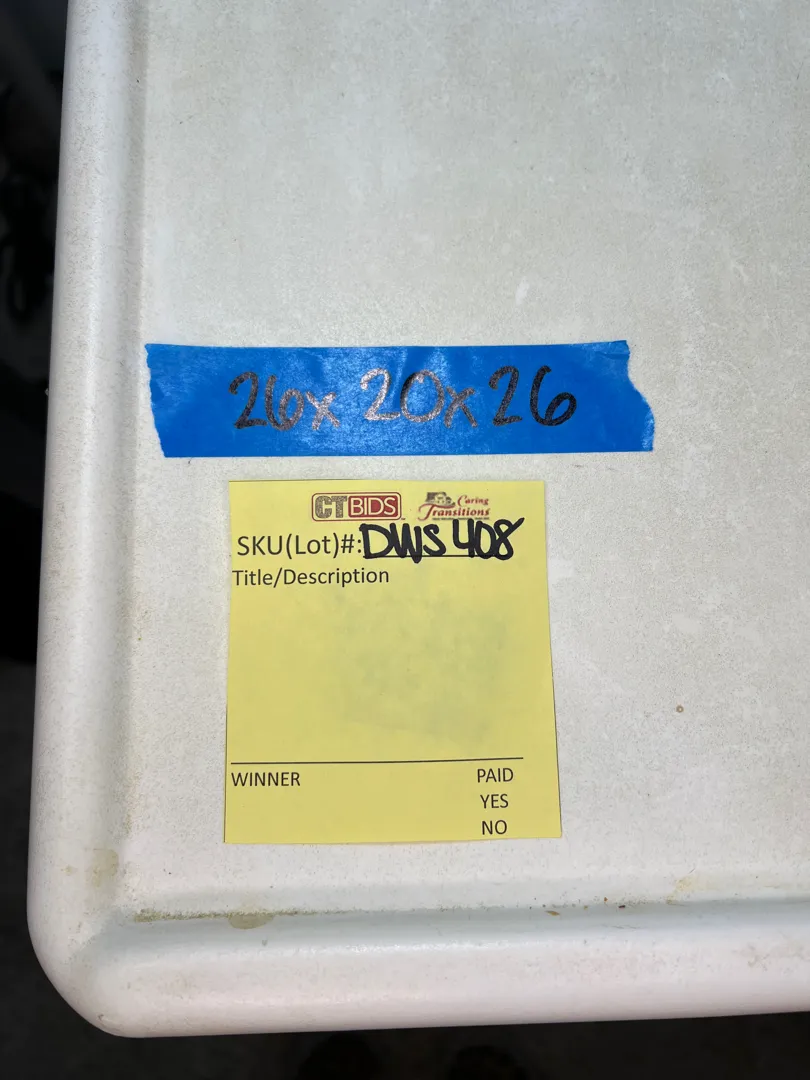 26x 20x 26
CTBIDS Caring
Transitions
SKU(Lot)#: DWS 408
Title/Description
WINNER PAID
YES
NO